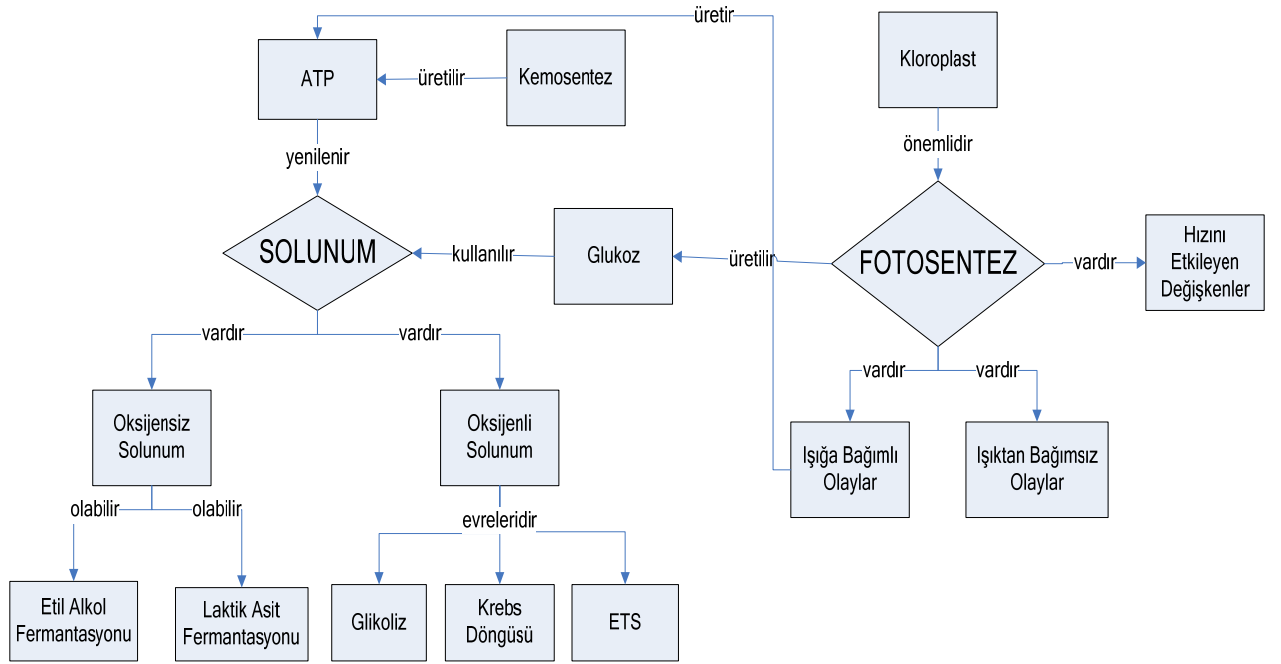 üretir
ATP
üretilir
Kemosentez
Kloroplast
yenilenir
önemlidir
SOLUNUM
kullanılır
Glukoz
üretilir
FOTOSENTEZ
vardır
Hızını
Etkileyen
Değişkenler
vardır
vardır
vardır
vardır
Oksijensiz
Solunum
Oksijenli
Solunum
Işığa Bağımlı
Olaylar
Işıktan Bağımsız
Olaylar
olabilir
olabilir
evreleridir
Etil Alkol
Fermantasyonu
Laktik Asit
Fermantasyonu
Glikoliz
Krebs
Döngüsü
ETS